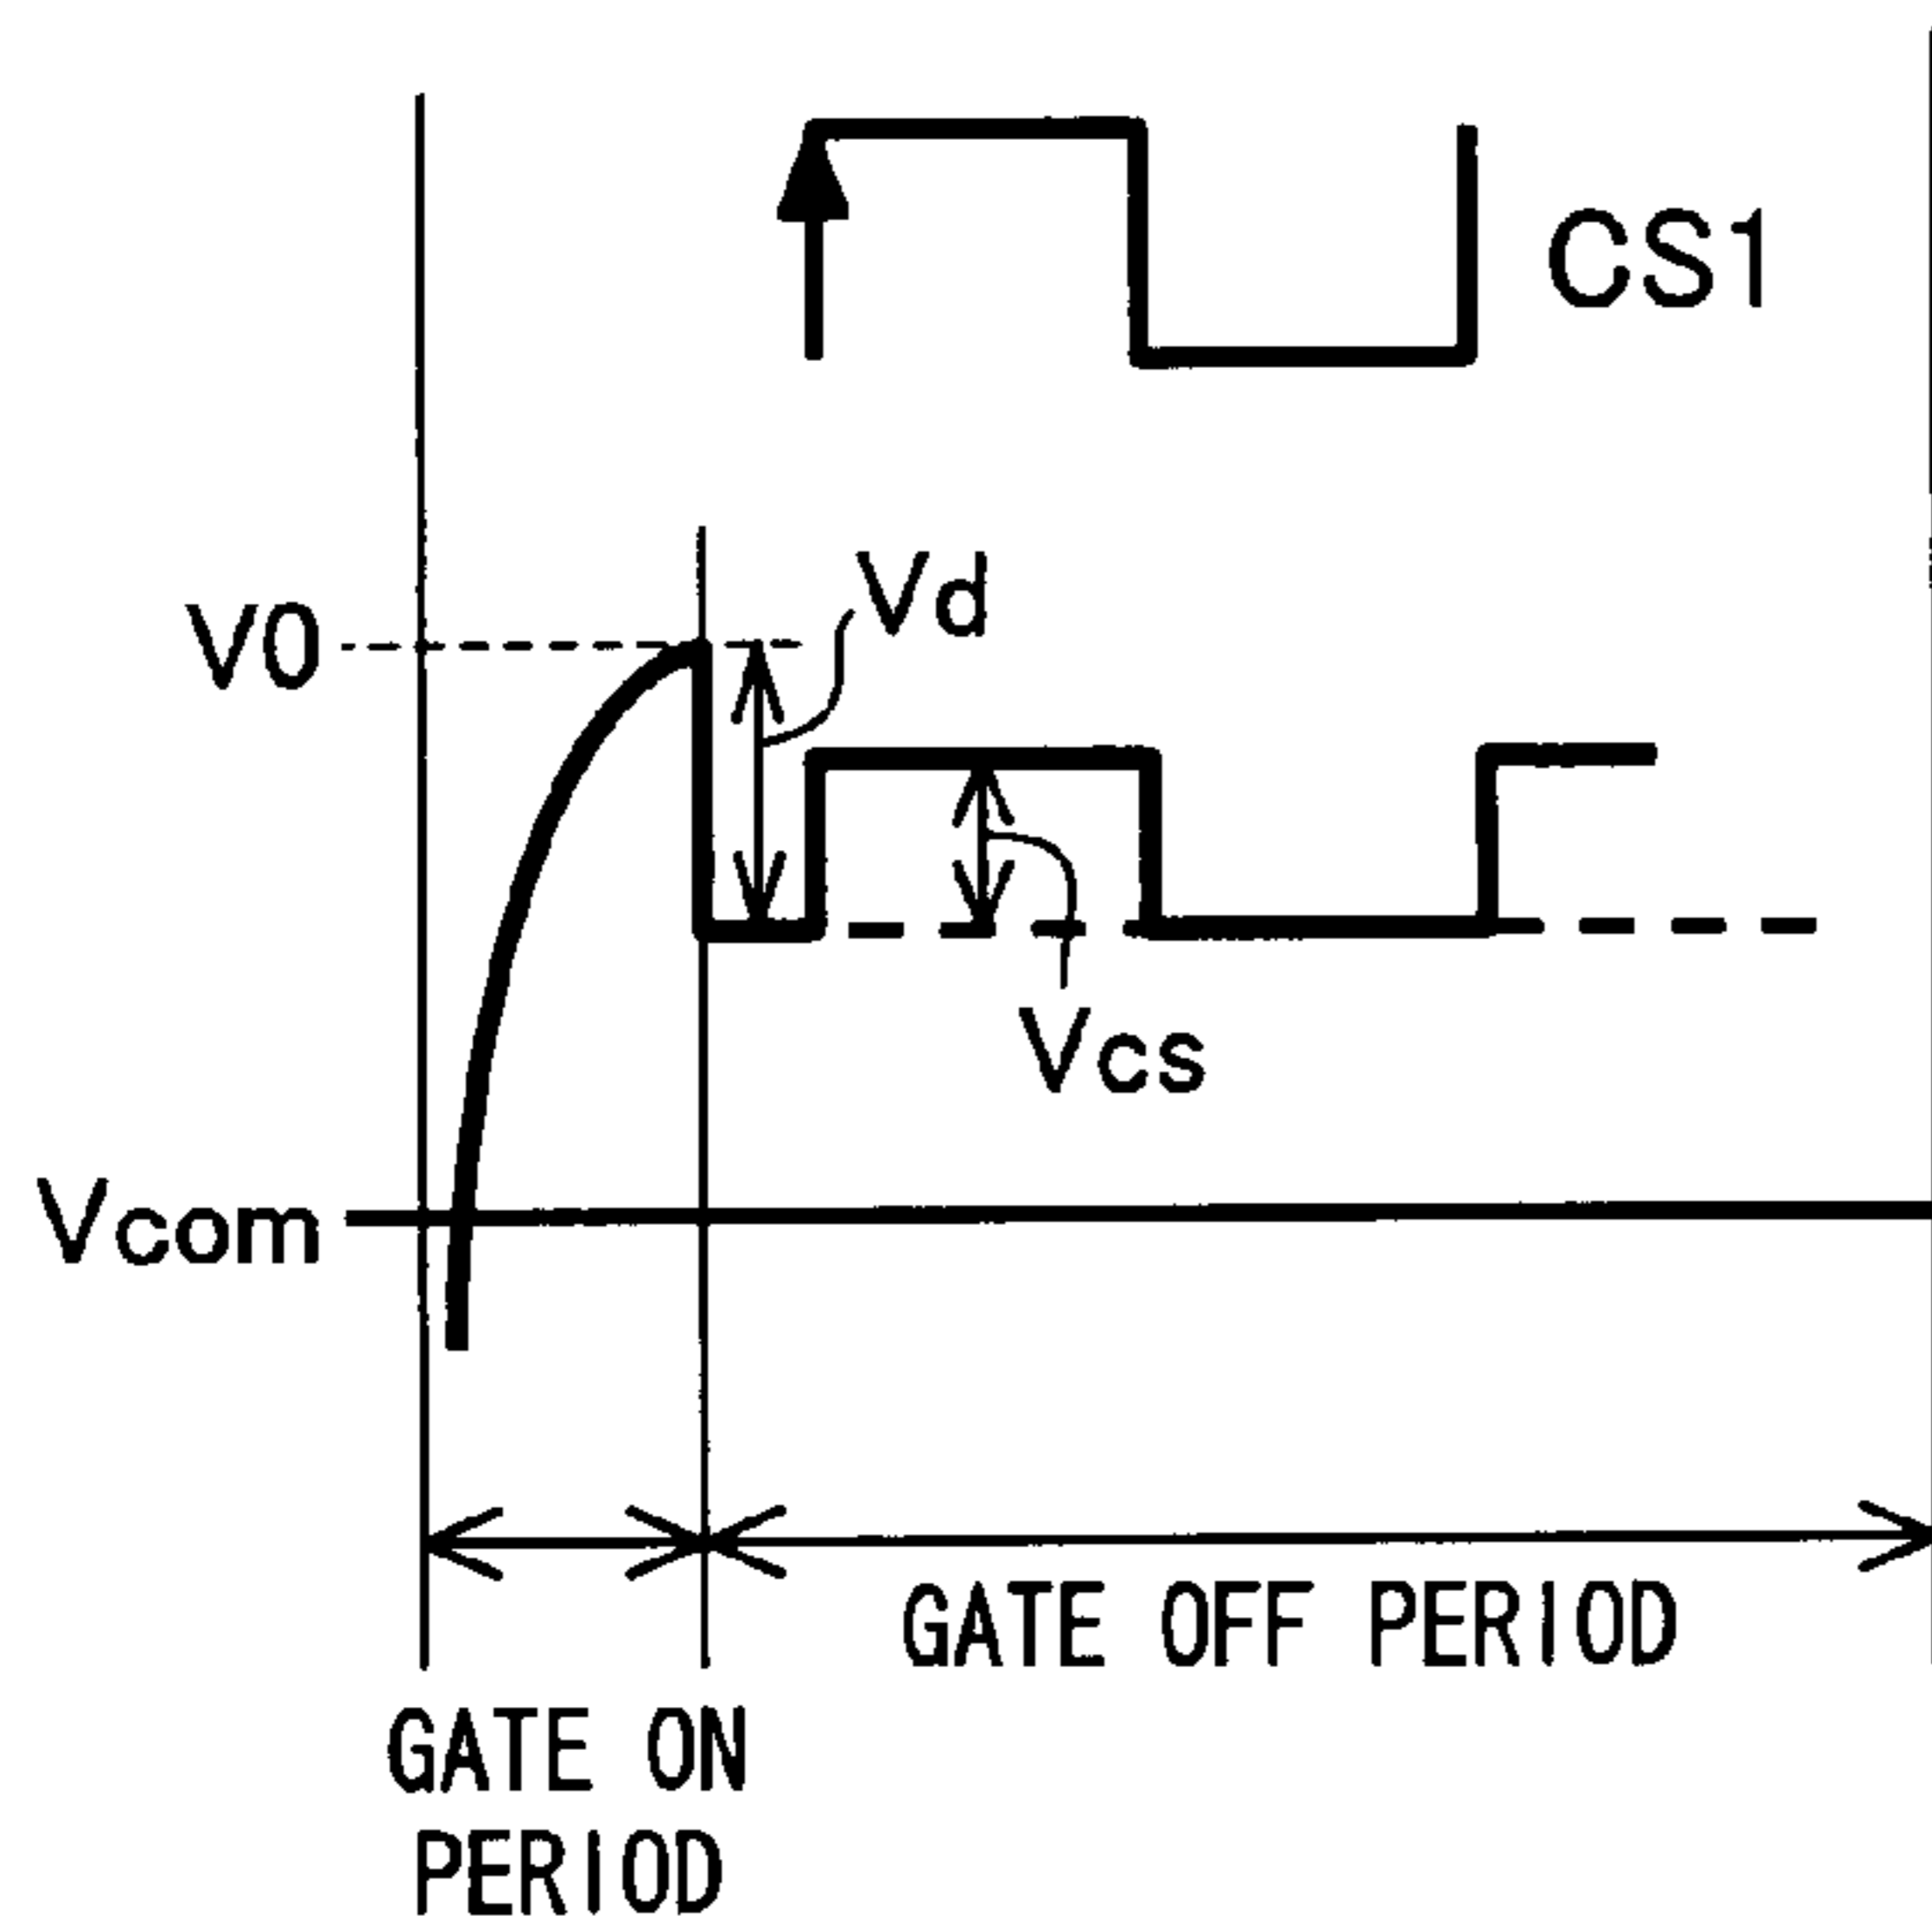 CS1
Vd
V0
Vcs
Vcom
GATE OFF PERIOD
GATE ON
PERIOD